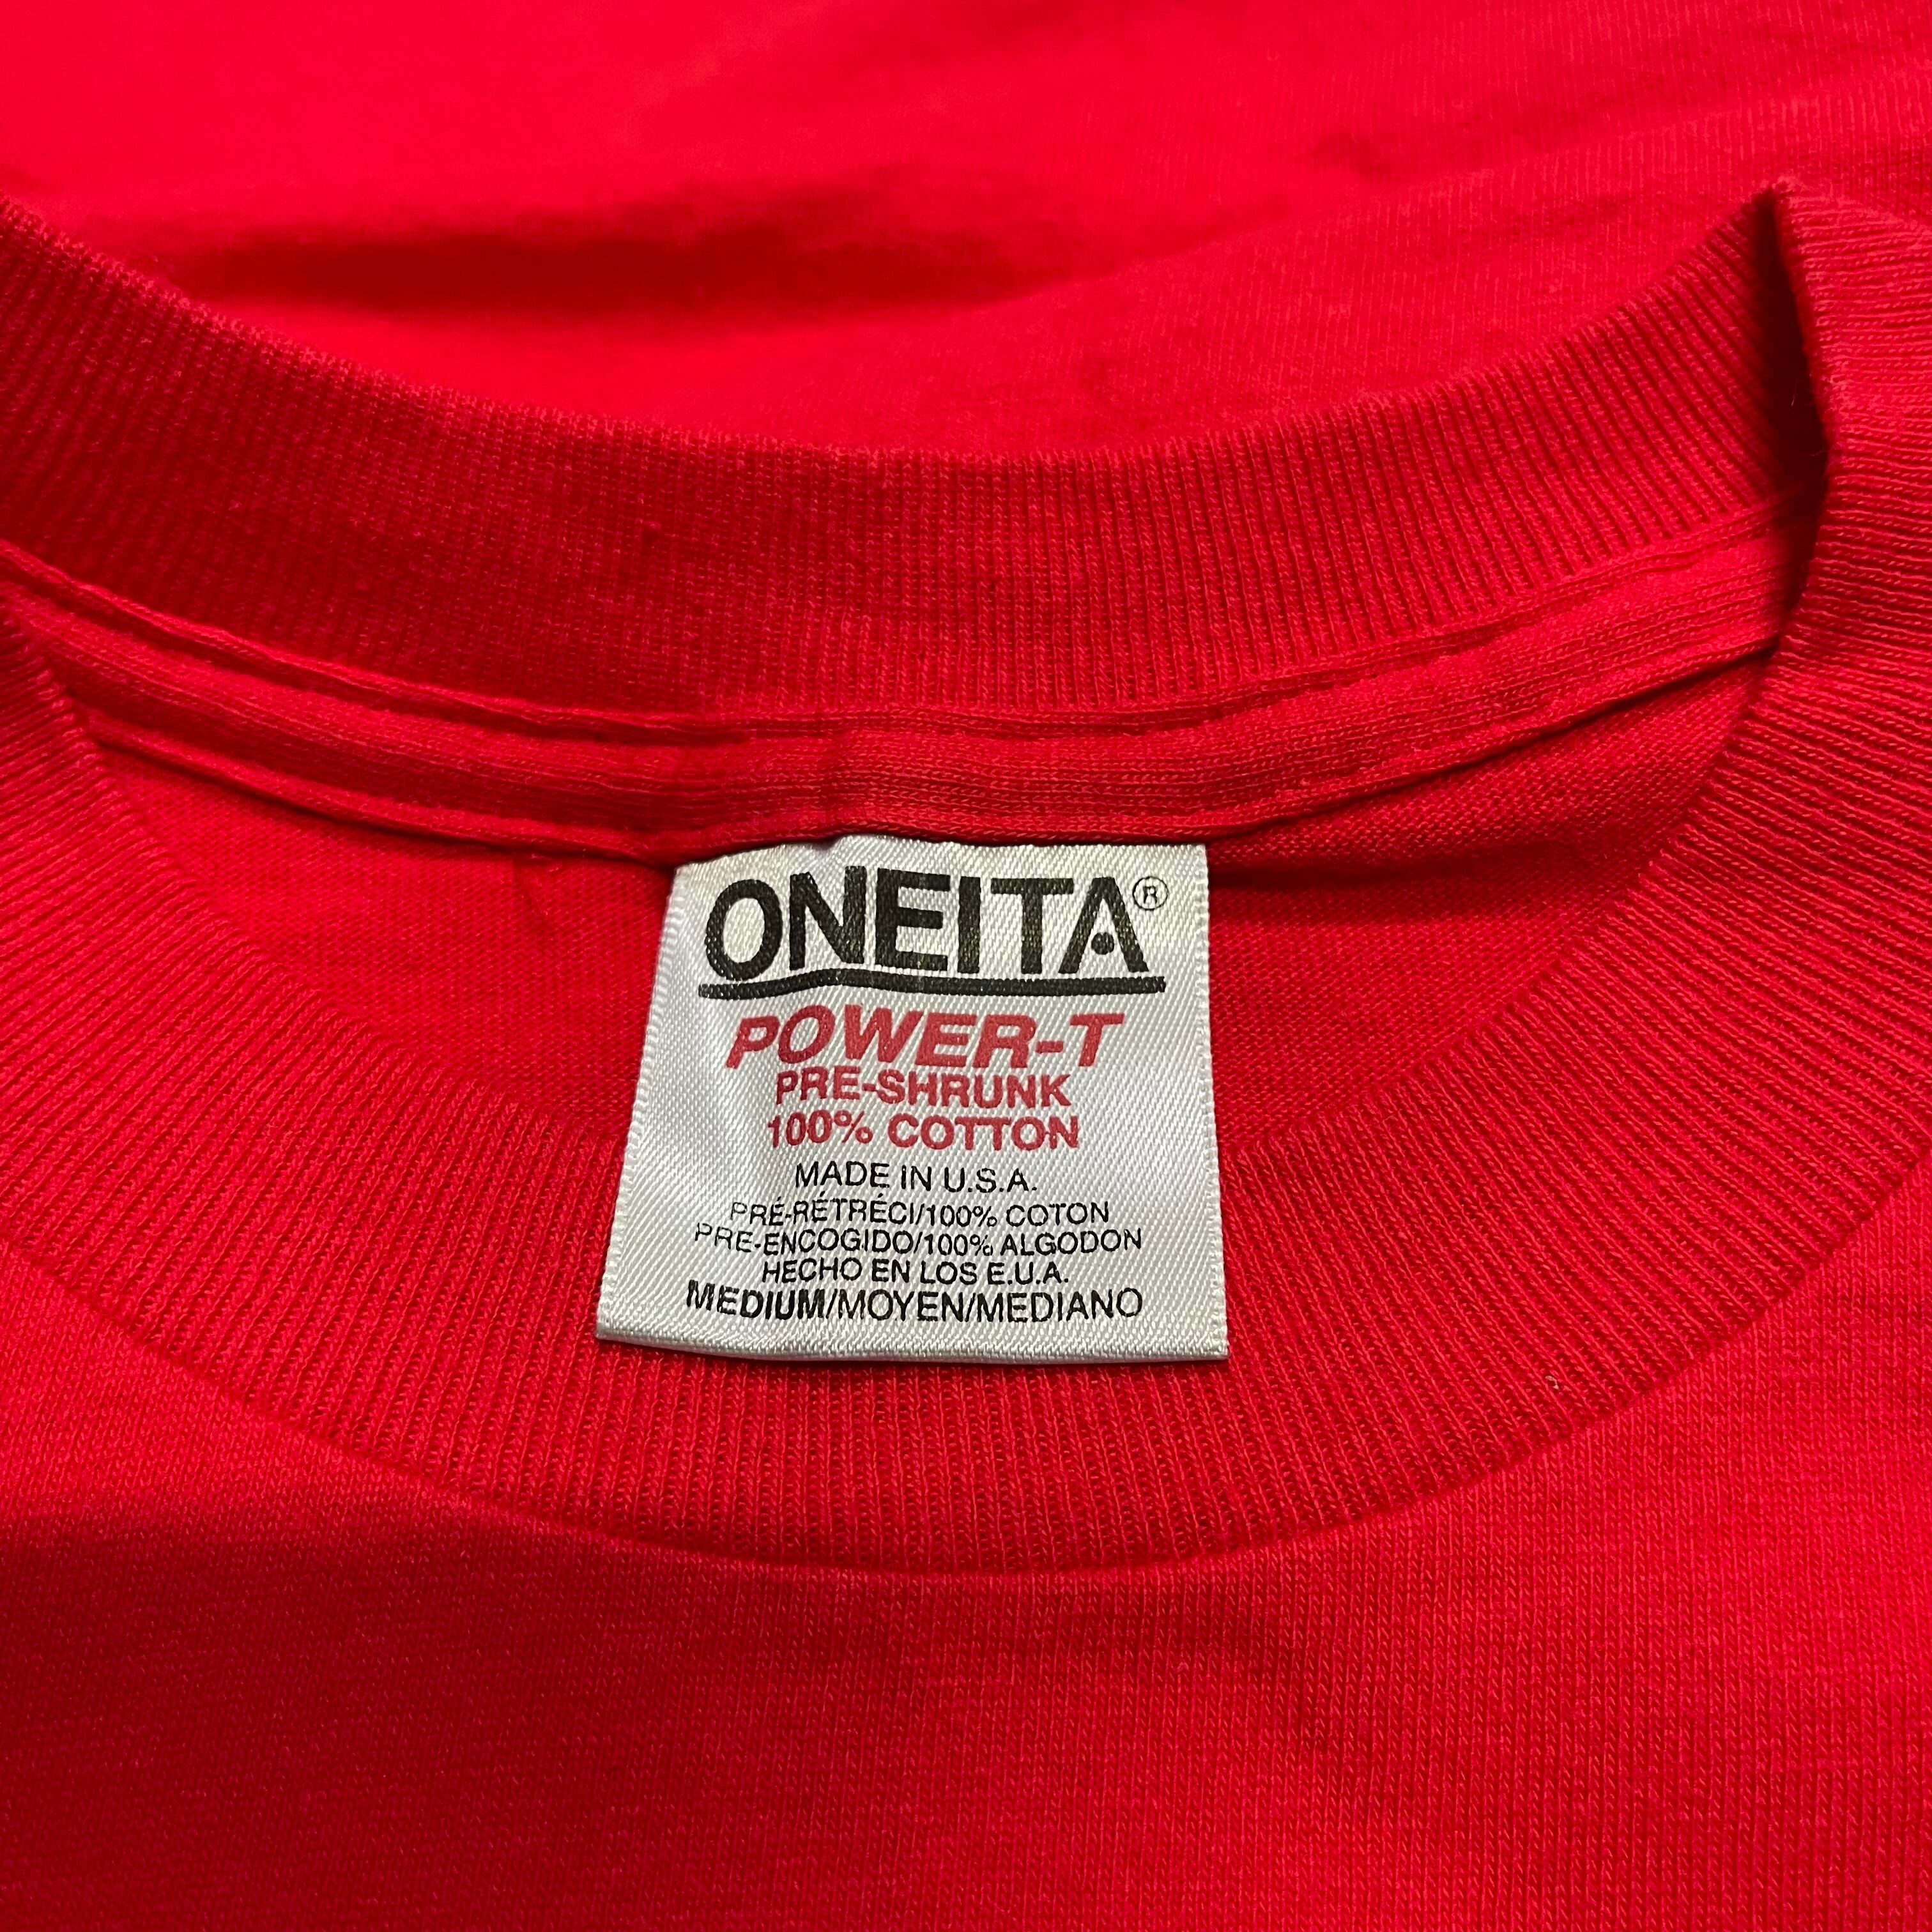 ONEITA®
POWER-T
PRE-SHRUNK
100% COTTON
MADE IN U.S.A.
PRÉ-RÉTRÉCI/100% COTON
PRE-ENCOGIDO/100% ALGODON
HECHO EN LOS E.U.A.
MEDIUM/MOYEN/MEDIANO